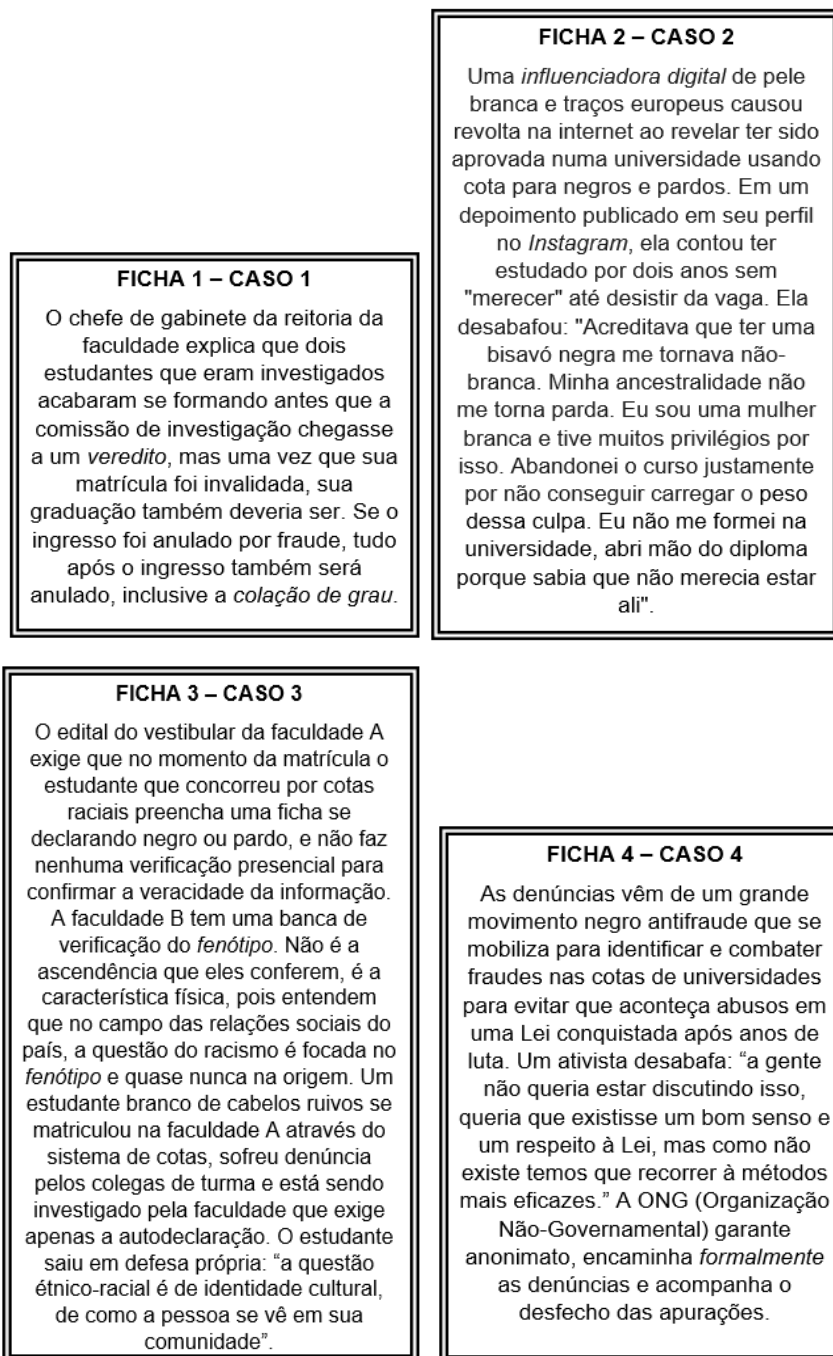 FICHA 1 – CASO 1
O chefe de gabinete da reitoria da
faculdade explica que dois
estudantes que eram investigados
acabaram se formando antes que a
comissão de investigação chegasse
a um veredito, mas uma vez que sua
matrícula foi invalidada, sua
graduação também deveria ser. Se o
ingresso foi anulado por fraude, tudo
após o ingresso também será
anulado, inclusive a colação de grau.
FICHA 2 – CASO 2
Uma influenciadora digital de pele
branca e traços europeus causou
revolta na internet ao revelar ter sido
aprovada numa universidade usando
cota para negros e pardos. Em um
depoimento publicado em seu perfil
no Instagram, ela contou ter
estudado por dois anos sem
"merecer" até desistir da vaga. Ela
desabafou: "Acreditava que ter uma
bisavó negra me tornava não-
branca. Minha ancestralidade não
me torna parda. Eu sou uma mulher
branca e tive muitos privilégios por
isso. Abandonei o curso justamente
por não conseguir carregar o peso
dessa culpa. Eu não me formei na
universidade, abri mão do diploma
porque sabia que não merecia estar
ali".
FICHA 3 – CASO 3
O edital do vestibular da faculdade A
exige que no momento da matrícula o
estudante que concorreu por cotas
raciais preencha uma ficha se
declarando negro ou pardo, e não faz
nenhuma verificação presencial para
confirmar a veracidade da informação.
A faculdade B tem uma banca de
verificação do fenótipo. Não é a
ascendência que eles conferem, é a
característica física, pois entendem
que no campo das relações sociais do
país, a questão do racismo é focada no
fenótipo e quase nunca na origem. Um
estudante branco de cabelos ruivos se
matriculou na faculdade A através do
sistema de cotas, sofreu denúncia
pelos colegas de turma e está sendo
investigado pela faculdade que exige
apenas a autodeclaração. O estudante
saiu em defesa própria: “a questão
étnico-racial é de identidade cultural,
de como a pessoa se vê em sua
comunidade”.
FICHA 4 – CASO 4
As denúncias vêm de um grande
movimento negro antifraude que se
mobiliza para identificar e combater
fraudes nas cotas de universidades
para evitar que aconteça abusos em
uma Lei conquistada após anos de
luta. Um ativista desabafa: “a gente
não queria estar discutindo isso,
queria que existisse um bom senso e
um respeito à Lei, mas como não
existe temos que recorrer à métodos
mais eficazes.” A ONG (Organização
Não-Governamental) garante
anonimato, encaminha formalmente
as denúncias e acompanha o
desfecho das apurações.